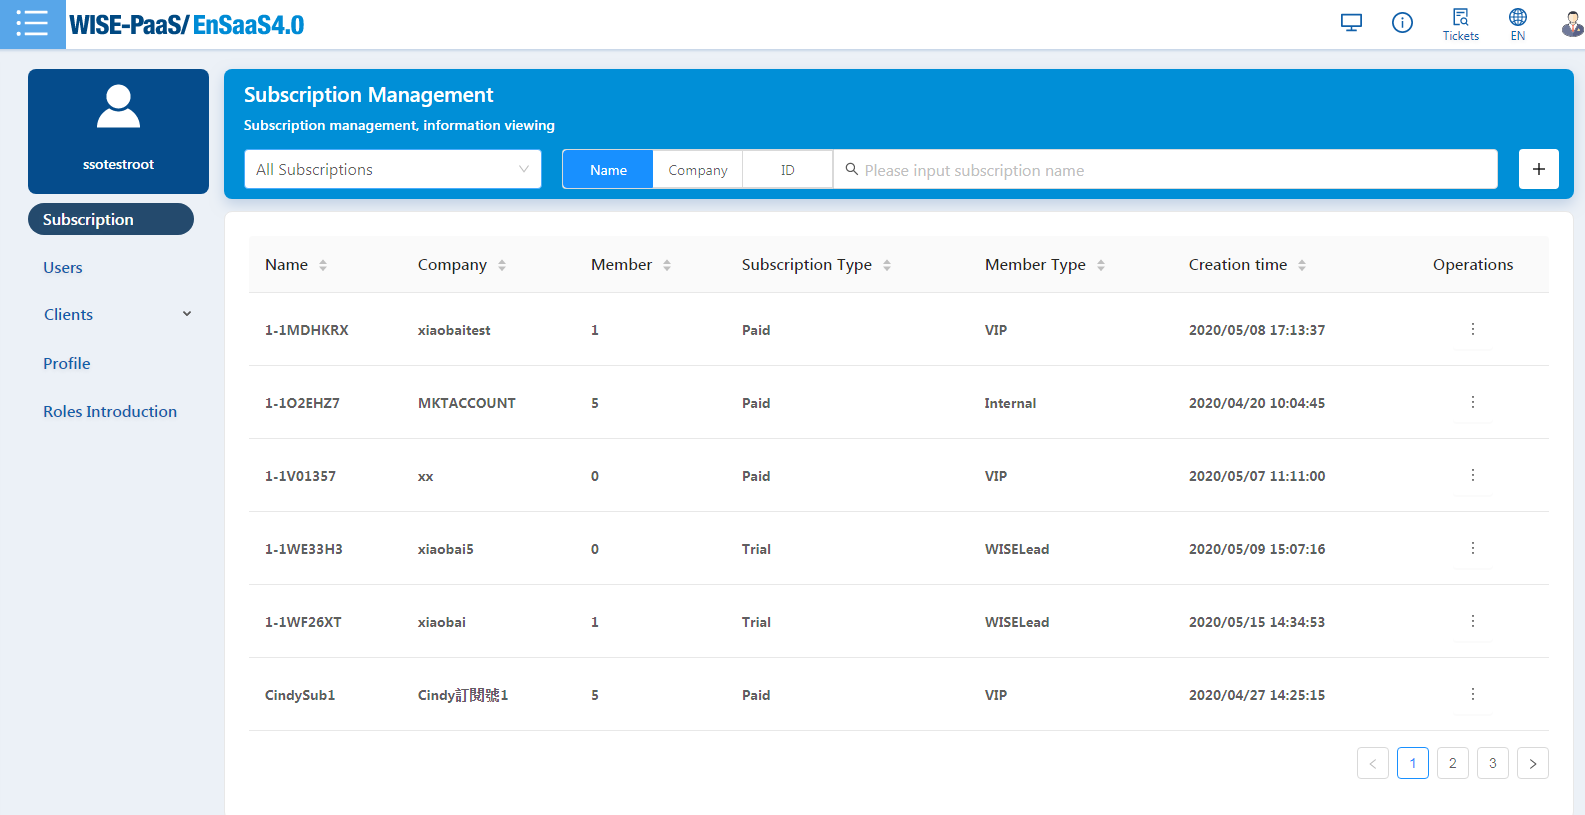 WISE-PaaS/ EnSaaS4.0
Tickets
EN
ssotestroot
Subscription
Users
Clients
Profile
Roles Introduction
Subscription Management
Subscription management, information viewing
All Subscriptions
Name Company ID Please input subscription name
Name Company Member Subscription Type Member Type Creation time Operations
1-1MDHKRX xiaobaitest 1 Paid VIP 2020/05/08 17:13:37
1-1O2EHZ7 MKTACCOUNT 5 Paid Internal 2020/04/20 10:04:45
1-1V01357 xx 0 Paid VIP 2020/05/07 11:11:00
1-1WE33H3 xiaobai5 0 Trial WISELead 2020/05/09 15:07:16
1-1WF26XT xiaobai 1 Trial WISELead 2020/05/15 14:34:53
CindySub1 Cindy訂閱號1 5 Paid VIP 2020/04/27 14:25:15
< 1 2 3 >